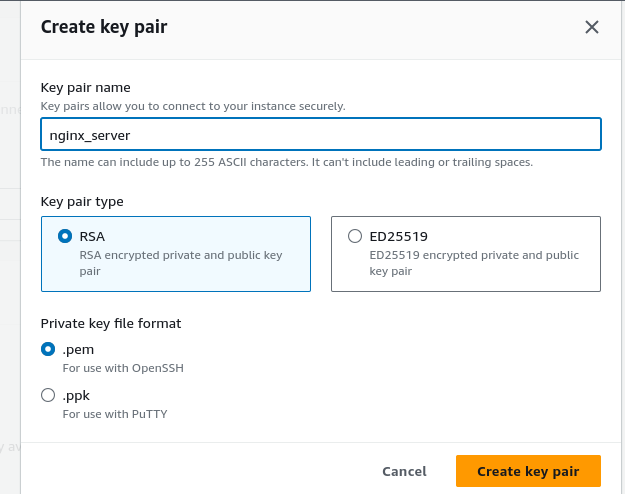 Create key pair
Key pair name
Key pairs allow you to connect to your instance securely.
nginx_server
The name can include up to 255 ASCII characters. It can't include leading or trailing spaces.
Key pair type
RSA
RSA encrypted private and public key
pair
ED25519
ED25519 encrypted private and public
key pair
Private key file format
.pem
For use with OpenSSH
.ppk
For use with PuTTY
Cancel
Create key pair